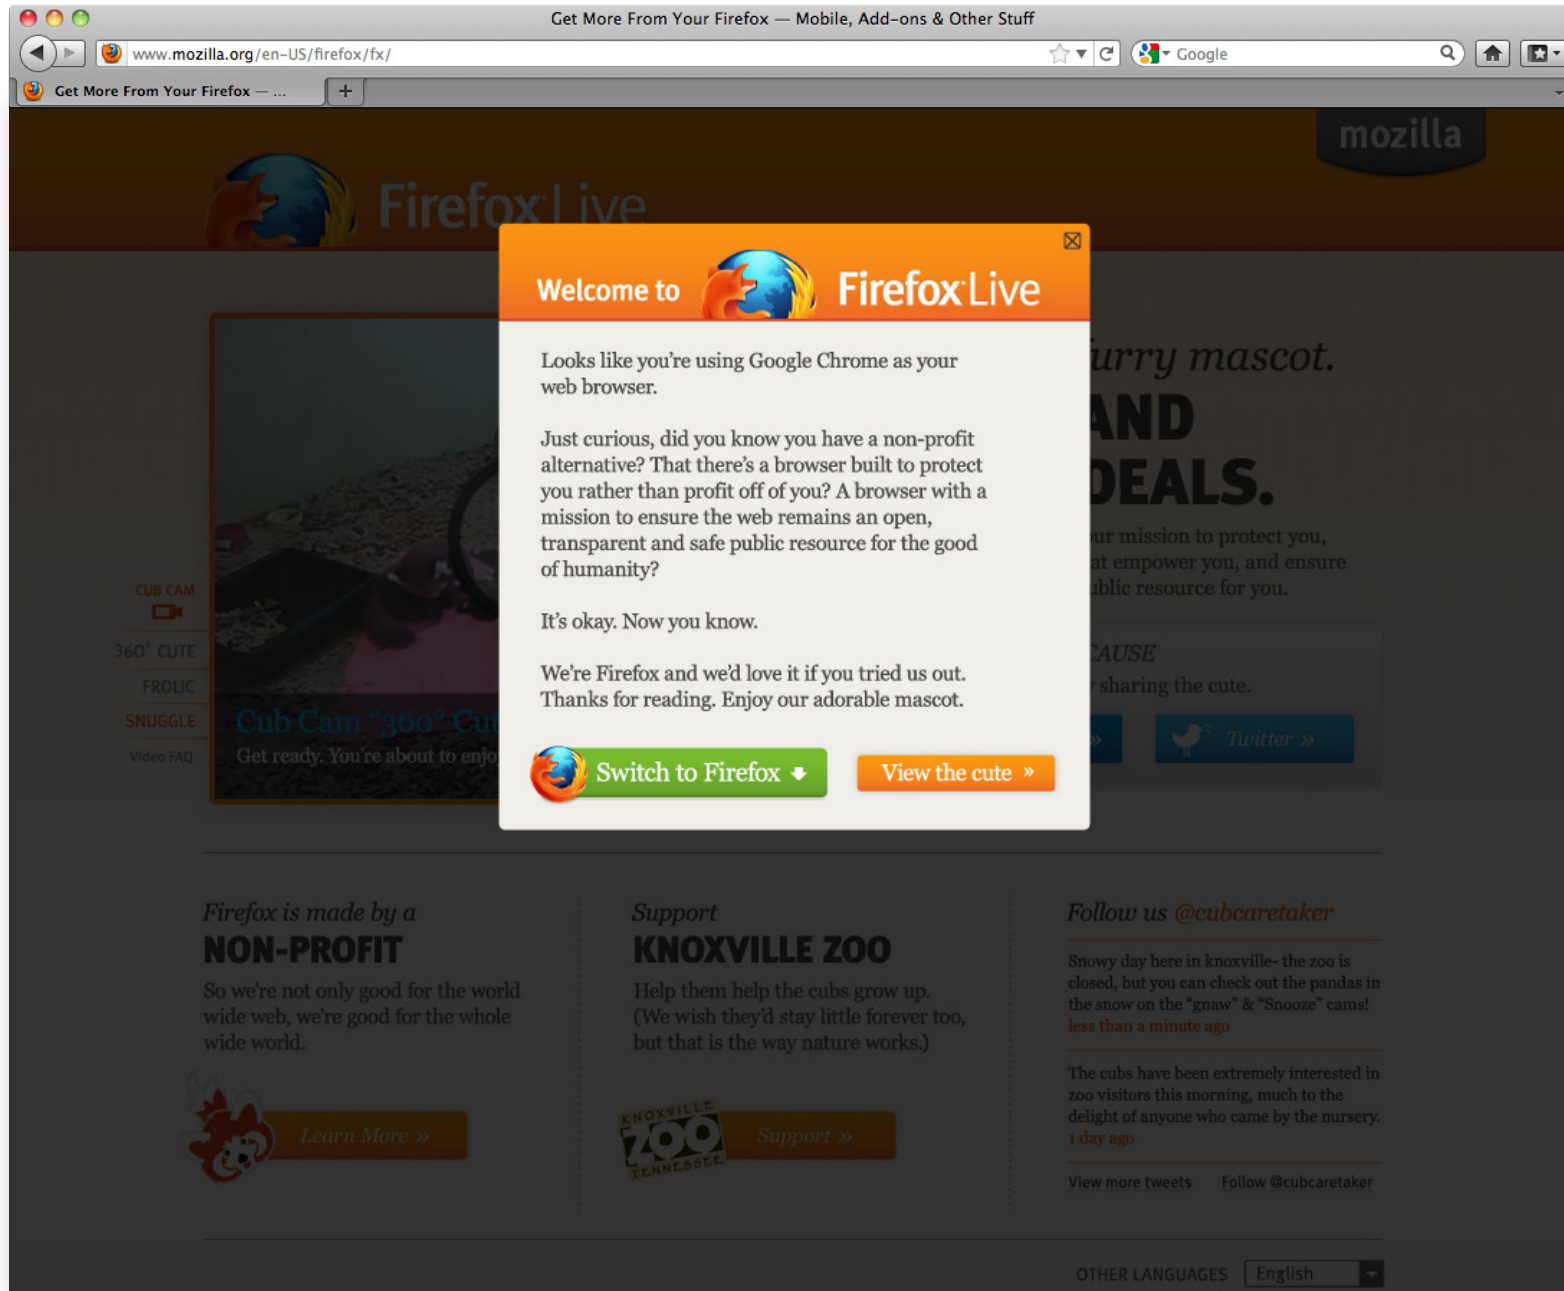 Get More From Your Firefox — Mobile, Add-ons & Other Stuff
www.mozilla.org/en-US/firefox/fx/
Google
Get More From Your Firefox — ...
mozilla
Firefox Live
Welcome to Firefox Live
Looks like you're using Google Chrome as your
web browser.
Just curious, did you know you have a non-profit
alternative? That there's a browser built to protect
you rather than profit off of you? A browser with a
mission to ensure the web remains an open,
transparent and safe public resource for the good
of humanity?
It's okay. Now you know.
We're Firefox and we'd love it if you tried us out.
Thanks for reading. Enjoy our adorable mascot.
Switch to Firefox
View the cute »
furry mascot.
AND
DEALS.
our mission to protect you,
at empower you, and ensure
public resource for you.
CAUSE
sharing the cute.
»
Twitter »
CUB CAM
360° CUTE
FROLIC
SNUGGLE
Video FAQ
Cub Cam "360° Cut
Get ready. You're about to enjo
Firefox is made by a
NON-PROFIT
So we're not only good for the world
wide web, we're good for the whole
wide world.
Learn More »
Support
KNOXVILLE ZOO
Help them help the cubs grow up.
(We wish they'd stay little forever too,
but that is the way nature works.)
KNOXVILLE
ZOO
TENNESSEE
Support »
Follow us @cubcaretaker
Snowy day here in knoxville- the zoo is
closed, but you can check out the pandas in
the snow on the "gnaw" & "Snooze" cams!
less than a minute ago
The cubs have been extremely interested in
zoo visitors this morning, much to the
delight of anyone who came by the nursery.
1 day ago
View more tweets
Follow @cubcaretaker
OTHER LANGUAGES
English